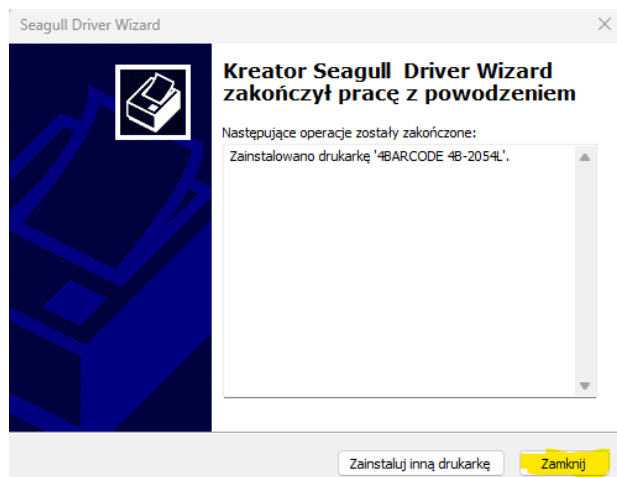 Seagull Driver Wizard
Kreator Seagull Driver Wizard
zakończył pracę z powodzeniem
Następujące operacje zostały zakończone:
Zainstalowano drukarkę '4BARCODE 4B-2054L'.
Zainstaluj inną drukarkę
Zamknij